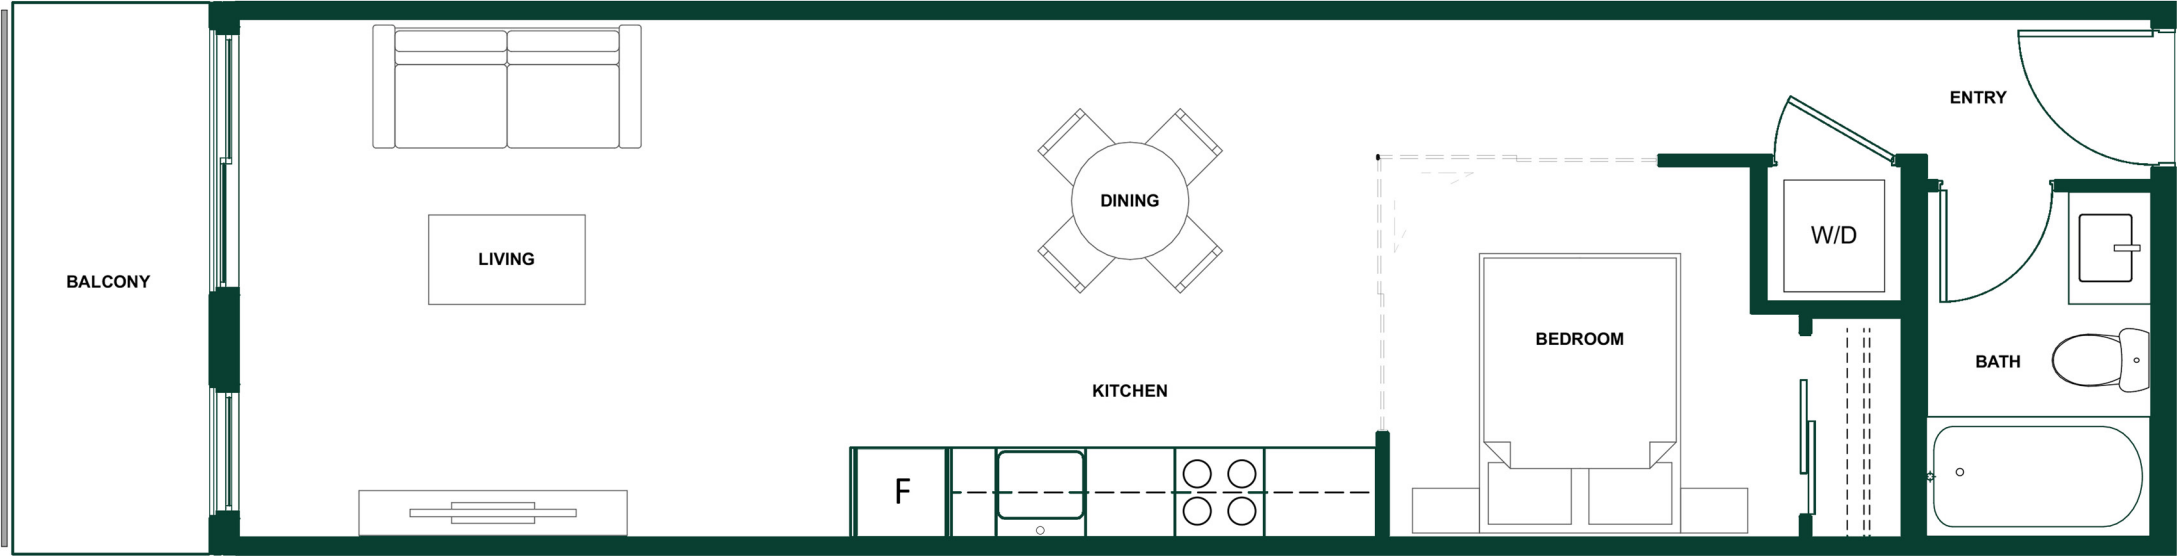 ENTRY
DINING
W/D
LIVING
BALCONY
BEDROOM
BATH
KITCHEN
F